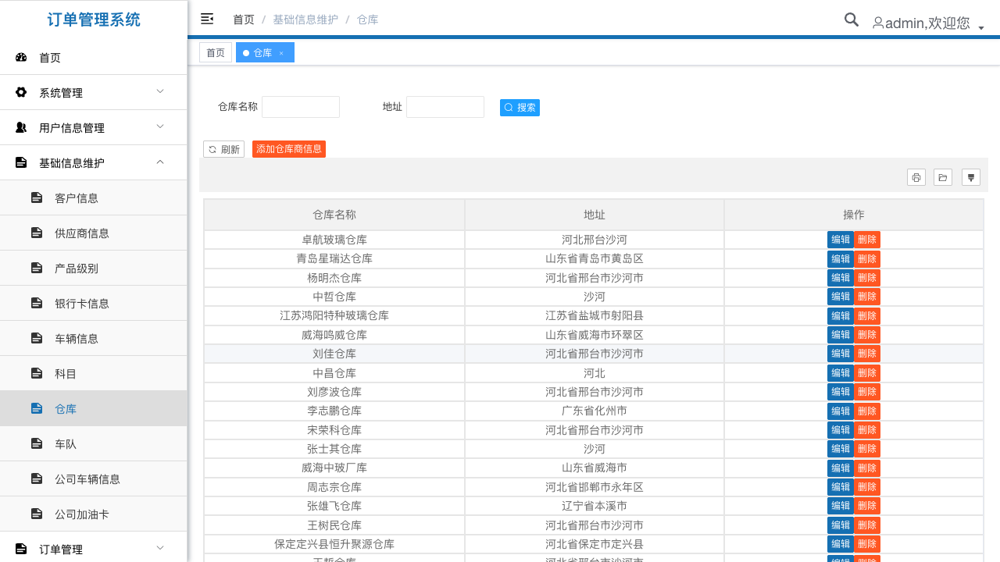 订单管理系统
首页
系统管理
用户信息管理
基础信息维护
客户信息
供应商信息
产品级别
银行卡信息
车辆信息
科目
仓库
车队
公司车辆信息
公司加油卡
订单管理
首页 / 基础信息维护 / 仓库
admin,欢迎您
首页 仓库 ×
仓库名称 地址 搜索
刷新 添加仓库商信息
仓库名称 地址 操作
卓航玻璃仓库 河北邢台沙河 编辑 删除
青岛星瑞达仓库 山东省青岛市黄岛区 编辑 删除
杨明杰仓库 河北省邢台市沙河市 编辑 删除
中哲仓库 沙河 编辑 删除
江苏鸿阳特种玻璃仓库 江苏省盐城市射阳县 编辑 删除
威海鸣威仓库 山东省威海市环翠区 编辑 删除
刘佳仓库 河北省邢台市沙河市 编辑 删除
中昌仓库 河北 编辑 删除
刘彦波仓库 河北省邢台市沙河市 编辑 删除
李志鹏仓库 广东省化州市 编辑 删除
宋荣科仓库 河北省邢台市沙河市 编辑 删除
张士其仓库 沙河 编辑 删除
威海中玻厂库 山东省威海市 编辑 删除
周志宗仓库 河北省邯郸市永年区 编辑 删除
张雄飞仓库 辽宁省本溪市 编辑 删除
王树民仓库 河北省邢台市沙河市 编辑 删除
保定定兴县恒升聚源仓库 河北省保定市定兴县 编辑 删除
河北省邢台市沙河市 编辑 删除